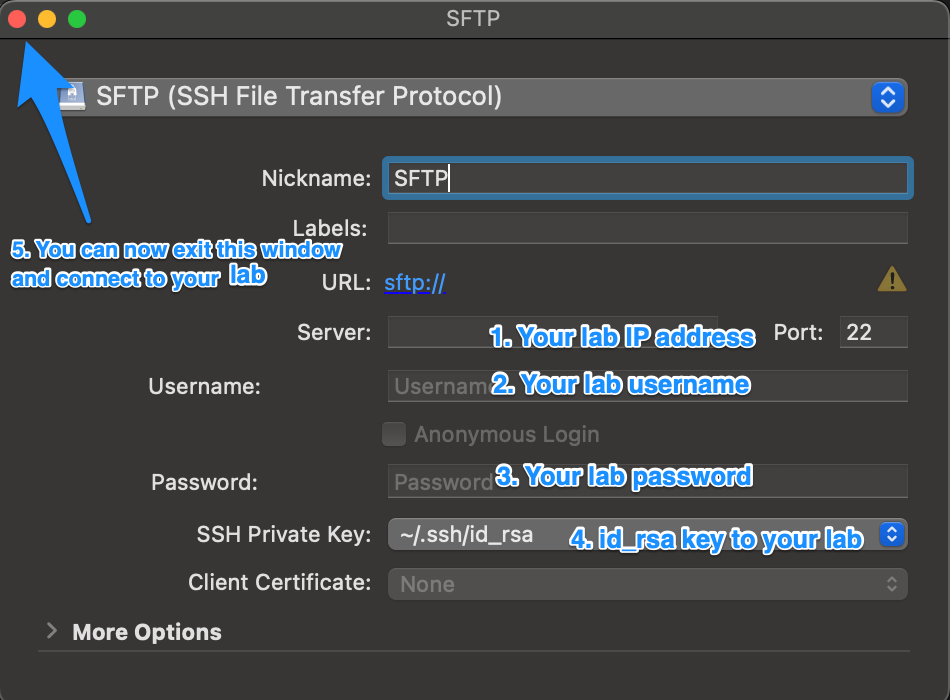 SFTP
SFTP (SSH File Transfer Protocol)
Nickname: SFTP
Labels:
5. You can now exit this window
and connect to your lab
URL: sftp://
Server: 1. Your lab IP address Port: 22
Username: Username 2. Your lab username
Anonymous Login
Password: Password 3. Your lab password
SSH Private Key: ~/.ssh/id_rsa 4. id_rsa key to your lab
Client Certificate: None
More Options